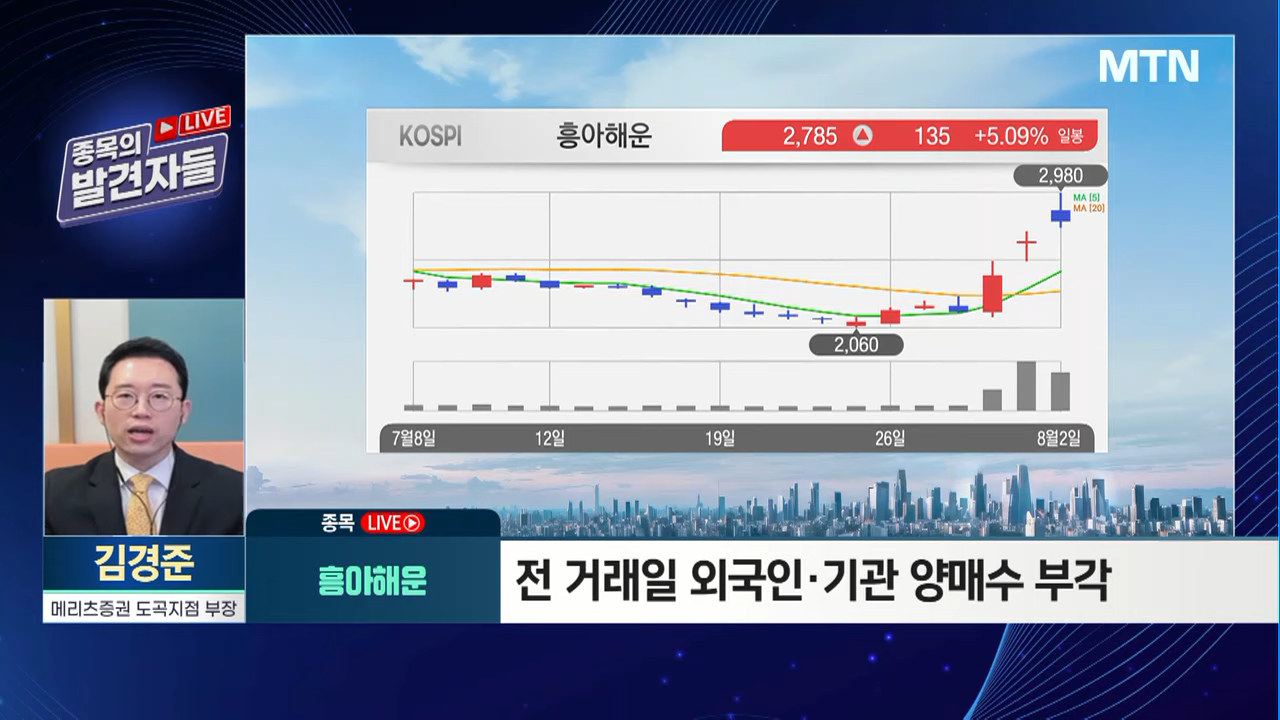 MTN
LIVE
종목의
발견자들
KOSPI
흥아해운
2,785
135
+5.09%
일봉
2,980
MA [5]
MA [20]
2,060
7월8일
12일
19일
26일
8월2일
김경준
메리츠증권 도곡지점 부장
종목 LIVE
흥아해운
전 거래일 외국인·기관 양매수 부각